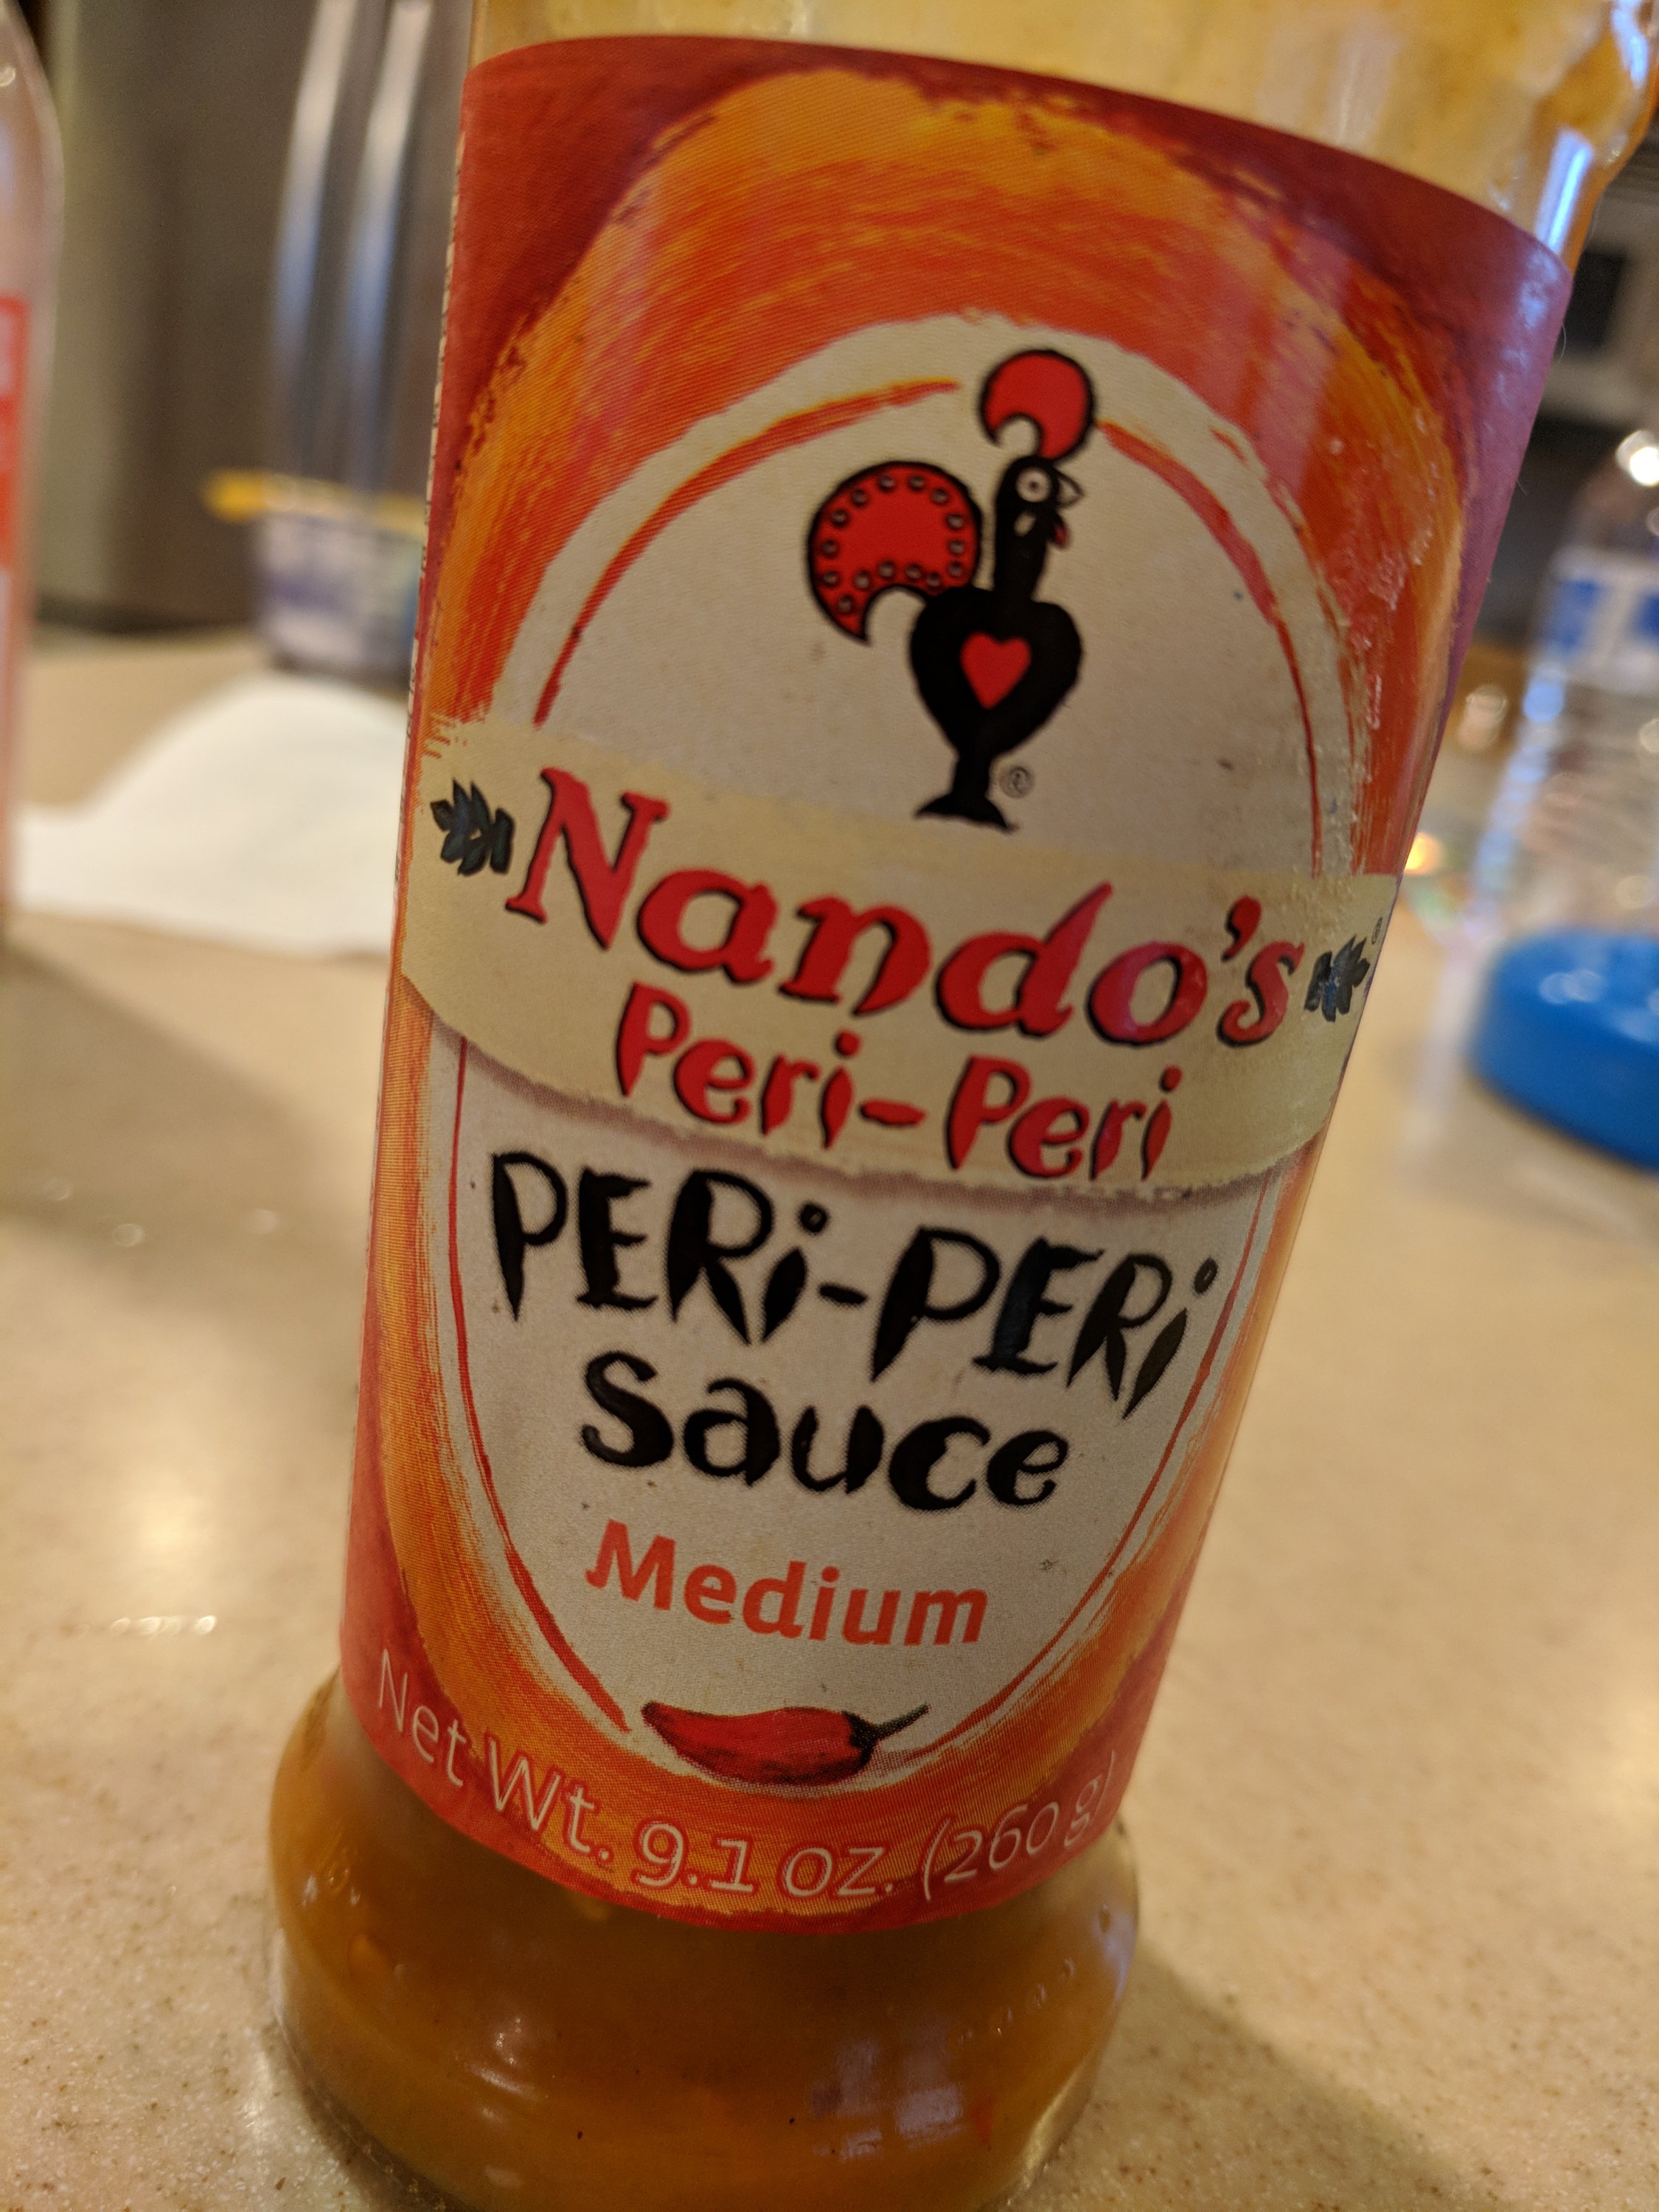 Nando's
Peri-Peri
PERi-PERi
sauce
Medium
Net Wt. 9.1 oz. (260 g)